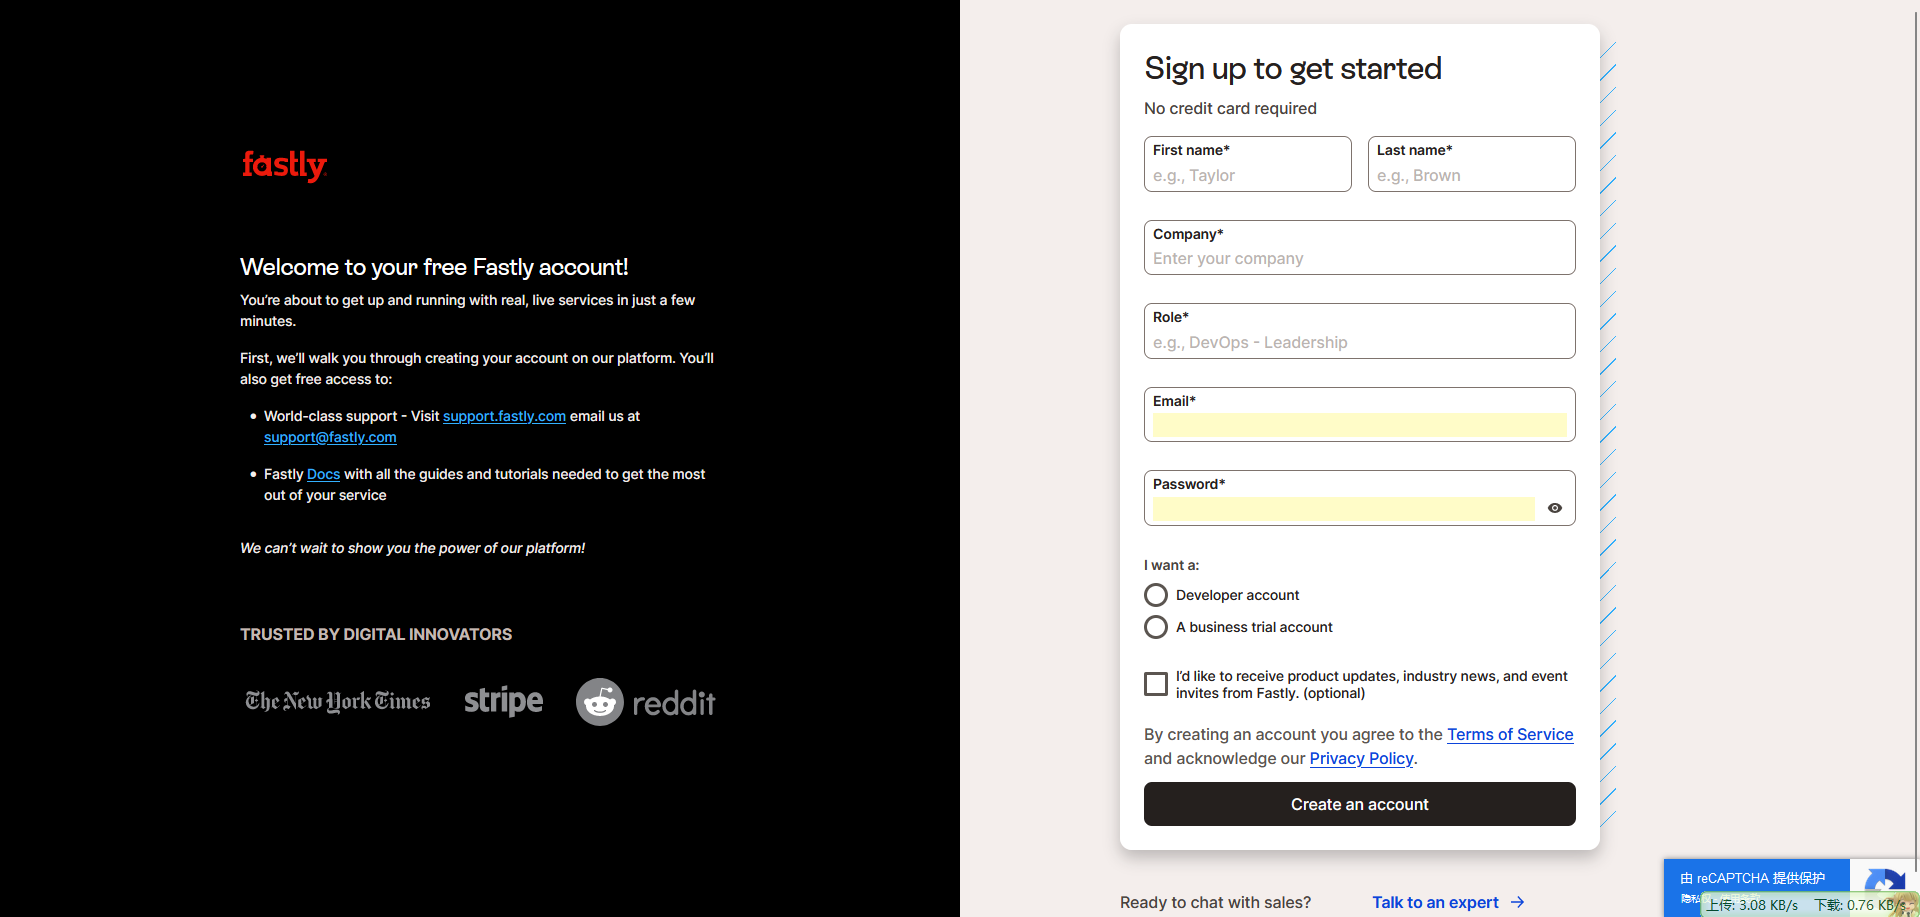 fastly
Welcome to your free Fastly account!
You’re about to get up and running with real, live services in just a few
minutes.
First, we’ll walk you through creating your account on our platform. You’ll
also get free access to:
World-class support - Visit support.fastly.com email us at
support@fastly.com
Fastly Docs with all the guides and tutorials needed to get the most
out of your service
We can’t wait to show you the power of our platform!
TRUSTED BY DIGITAL INNOVATORS
The New York Times
stripe
reddit
Sign up to get started
No credit card required
First name*
e.g., Taylor
Last name*
e.g., Brown
Company*
Enter your company
Role*
e.g., DevOps - Leadership
Email*
Password*
I want a:
Developer account
A business trial account
I’d like to receive product updates, industry news, and event
invites from Fastly. (optional)
By creating an account you agree to the Terms of Service
and acknowledge our Privacy Policy.
Create an account
Ready to chat with sales?
Talk to an expert
由 reCAPTCHA 提供保护
上传: 3.08 KB/s 下载: 0.76 KB/s